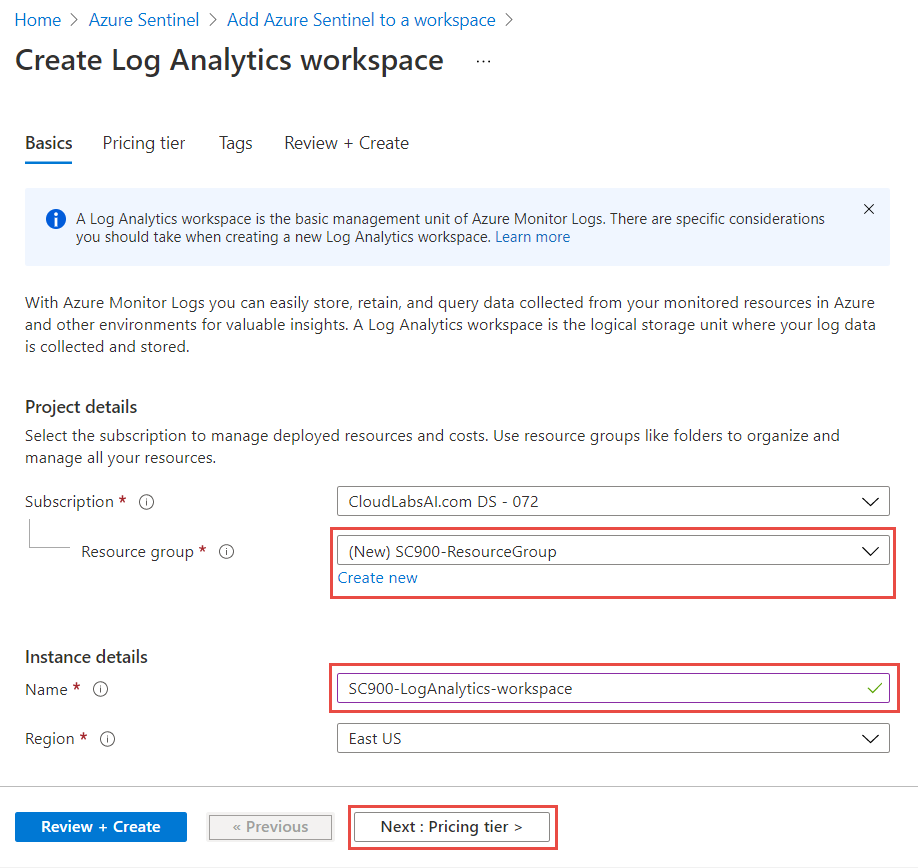 Home > Azure Sentinel > Add Azure Sentinel to a workspace >
Create Log Analytics workspace ...
Basics Pricing tier Tags Review + Create
A Log Analytics workspace is the basic management unit of Azure Monitor Logs. There are specific considerations
you should take when creating a new Log Analytics workspace. Learn more
With Azure Monitor Logs you can easily store, retain, and query data collected from your monitored resources in Azure
and other environments for valuable insights. A Log Analytics workspace is the logical storage unit where your log data
is collected and stored.
Project details
Select the subscription to manage deployed resources and costs. Use resource groups like folders to organize and
manage all your resources.
Subscription * CloudLabsAI.com DS - 072
Resource group * (New) SC900-ResourceGroup
Create new
Instance details
Name * SC900-LogAnalytics-workspace
Region * East US
Review + Create « Previous Next : Pricing tier >